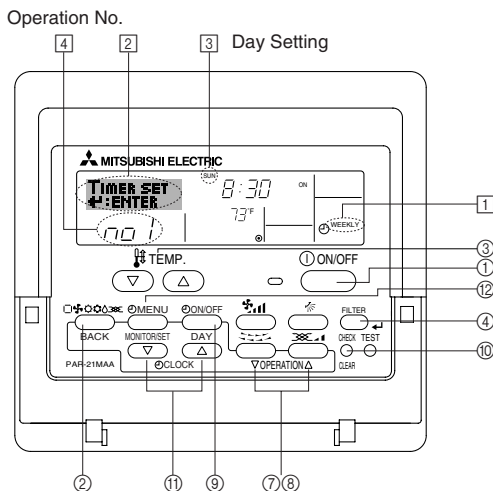 Operation No.
4 2 3 Day Setting
MITSUBISHI ELECTRIC
SUN
TIMER SET
↵:ENTER
8:30
ON
73°F
WEEKLY
1
no1
TEMP.
ON/OFF
③
①
⑫
MENU
ON/OFF
FILTER
④
BACK
MONITOR/SET
DAY
CHECK
TEST
PAR-21MAA
CLOCK
▽OPERATION△
CLEAR
⑩
② ⑪ ⑨ ⑦⑧